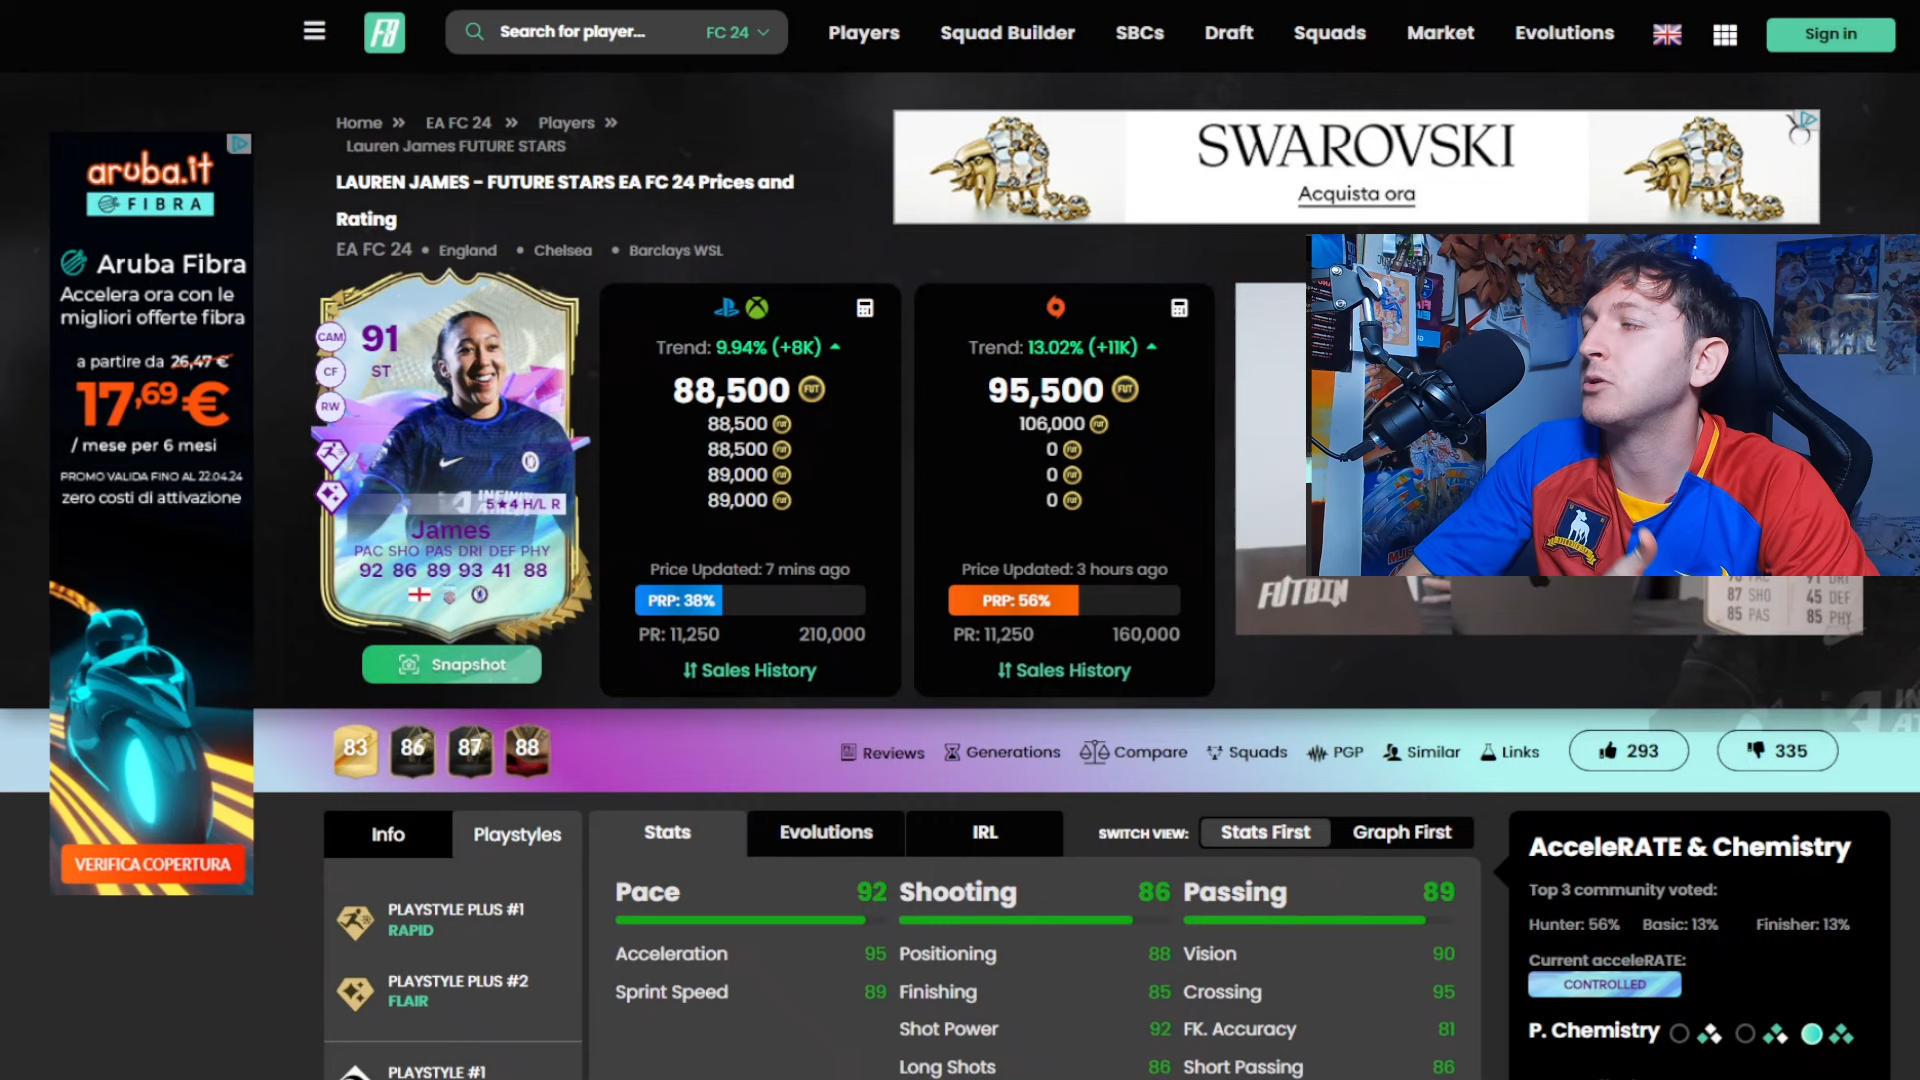 Search for player...
FC 24
Players
Squad Builder
SBCs
Draft
Squads
Market
Evolutions
Sign in
Home » EA FC 24 » Players »
Lauren James FUTURE STARS
LAUREN JAMES - FUTURE STARS EA FC 24 Prices and
Rating
EA FC 24 • England • Chelsea • Barclays WSL
aruba.it
FIBRA
Aruba Fibra
Accelera ora con le
migliori offerte fibra
a partire da 26,47 €
17,69 €
/ mese per 6 mesi
PROMO VALIDA FINO AL 22.04.24
zero costi di attivazione
VERIFICA COPERTURA
SWAROVSKI
Acquista ora
CAM
CF
RW
91
ST
5★4 H/L R
James
PAC SHO PAS DRI DEF PHY
92 86 89 93 41 88
Snapshot
Trend: 9.94% (+8K)
88,500
88,500
88,500
89,000
89,000
Price Updated: 7 mins ago
PRP: 38%
PR: 11,250
210,000
Sales History
Trend: 13.02% (+11K)
95,500
106,000
0
0
0
Price Updated: 3 hours ago
PRP: 56%
PR: 11,250
160,000
Sales History
FUTBIN
87 SHO
45 DEF
85 PAS
85 PHY
83
86
87
88
Reviews
Generations
Compare
Squads
PGP
Similar
Links
293
335
Info
Playstyles
PLAYSTYLE PLUS #1
RAPID
PLAYSTYLE PLUS #2
FLAIR
PLAYSTYLE #1
Stats
Evolutions
IRL
SWITCH VIEW:
Stats First
Graph First
Pace 92
Acceleration 95
Sprint Speed 89
Shooting 86
Positioning 88
Finishing 85
Shot Power 92
Long Shots 86
Passing 89
Vision 90
Crossing 95
FK. Accuracy 81
Short Passing 86
AcceleRATE & Chemistry
Top 3 community voted:
Hunter: 56% Basic: 13% Finisher: 13%
Current acceleRATE:
CONTROLLED
P. Chemistry